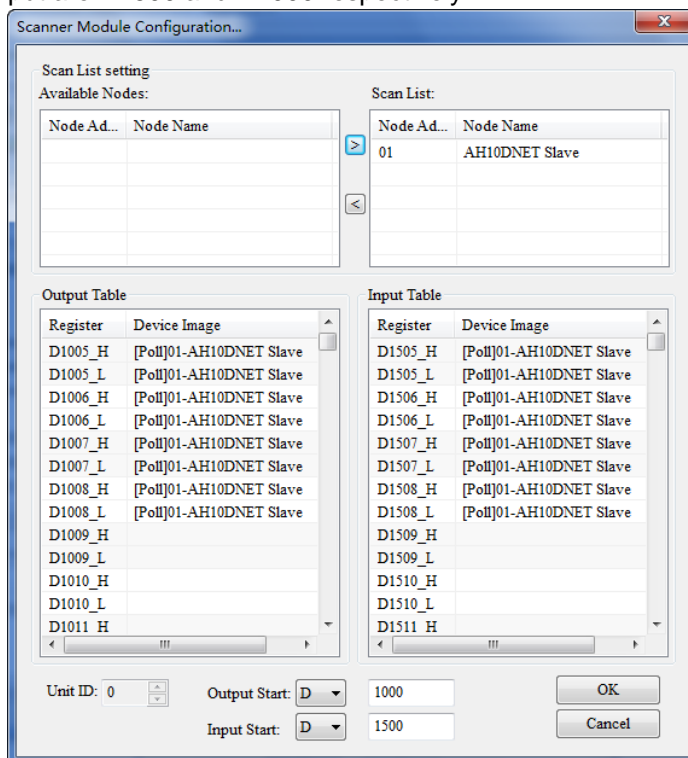 Scanner Module Configuration...
Scan List setting
Available Nodes:
Scan List:
Node Ad... Node Name
Node Ad... Node Name
01 AH10DNET Slave
>
<
Output Table
Input Table
Register Device Image
Register Device Image
D1005_H [Poll]01-AH10DNET Slave
D1505_H [Poll]01-AH10DNET Slave
D1005_L [Poll]01-AH10DNET Slave
D1505_L [Poll]01-AH10DNET Slave
D1006_H [Poll]01-AH10DNET Slave
D1506_H [Poll]01-AH10DNET Slave
D1006_L [Poll]01-AH10DNET Slave
D1506_L [Poll]01-AH10DNET Slave
D1007_H [Poll]01-AH10DNET Slave
D1507_H [Poll]01-AH10DNET Slave
D1007_L [Poll]01-AH10DNET Slave
D1507_L [Poll]01-AH10DNET Slave
D1008_H [Poll]01-AH10DNET Slave
D1508_H [Poll]01-AH10DNET Slave
D1008_L [Poll]01-AH10DNET Slave
D1508_L [Poll]01-AH10DNET Slave
D1009_H
D1509_H
D1009_L
D1509_L
D1010_H
D1510_H
D1010_L
D1510_L
D1011_H
D1511_H
Unit ID: 0
Output Start: D 1000
OK
Input Start: D 1500
Cancel